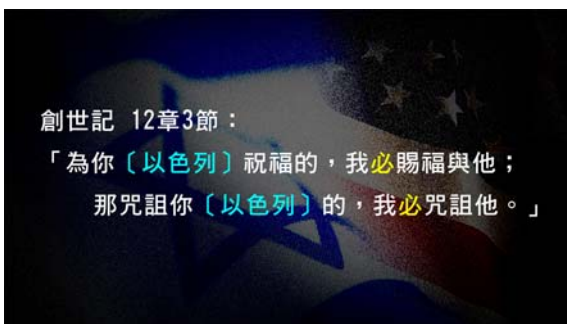 創世記 12章3節：
「為你〔以色列〕祝福的，我必賜福與他；
那咒詛你〔以色列〕的，我必咒詛他。」